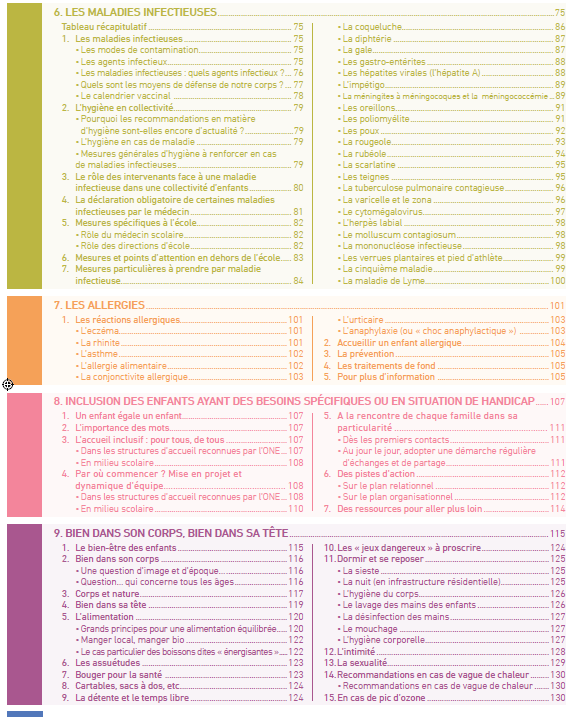 6. LES MALADIES INFECTIEUSES 75
Tableau récapitulatif 75
1. Les maladies infectieuses 75
• Les modes de contamination 75
• Les agents infectieux 75
• Les maladies infectieuses : quels agents infectieux ? 76
• Quels sont les moyens de défense de notre corps ? 77
• Le calendrier vaccinal 78
2. L'hygiène en collectivité 79
• Pourquoi les recommandations en matière
d'hygiène sont-elles encore d'actualité ? 79
• L'hygiène en cas de maladie 79
• Mesures générales d'hygiène à renforcer en cas
de maladies infectieuses 79
3. Le rôle des intervenants face à une maladie
infectieuse dans une collectivité d'enfants 80
4. La déclaration obligatoire de certaines maladies
infectieuses par le médecin 81
5. Mesures spécifiques à l'école 82
• Rôle du médecin scolaire 82
• Rôle des directions d'école 82
6. Mesures et points d'attention en dehors de l'école 83
7. Mesures particulières à prendre par maladie
infectieuse 84
• La coqueluche 86
• La diphtérie 87
• La gale 87
• Les gastro-entérites 88
• Les hépatites virales (l'hépatite A) 88
• L'impétigo 89
• La méningites à méningocoques et la méningococcémie 89
• Les oreillons 91
• Les poliomyélite 91
• Les poux 92
• La rougeole 93
• La rubéole 94
• La scarlatine 95
• Les teignes 95
• La tuberculose pulmonaire contagieuse 96
• La varicelle et le zona 96
• Le cytomégalovirus 97
• L'herpès labial 98
• Le molluscum contagiosum 98
• La mononucléose infectieuse 98
• Les verrues plantaires et pied d'athlète 99
• La cinquième maladie 99
• La maladie de Lyme 100
7. LES ALLERGIES 101
1. Les réactions allergiques 101
• L'eczéma 101
• La rhinite 101
• L'asthme 102
• L'allergie alimentaire 102
• La conjonctivite allergique 103
• L'urticaire 103
• L'anaphylaxie (ou « choc anaphylactique ») 103
2. Accueillir un enfant allergique 104
3. La prévention 105
4. Les traitements de fond 105
5. Pour plus d'information 105
8. INCLUSION DES ENFANTS AYANT DES BESOINS SPÉCIFIQUES OU EN SITUATION DE HANDICAP 107
1. Un enfant égale un enfant 107
2. L'importance des mots 107
3. L'accueil inclusif : pour tous, de tous 107
• Dans les structures d'accueil reconnues par l'ONE 107
• En milieu scolaire 108
4. Par où commencer ? Mise en projet et
dynamique d'équipe 108
• Dans les structures d'accueil reconnues par l'ONE 108
• En milieu scolaire 110
5. A la rencontre de chaque famille dans sa
particularité 111
• Dès les premiers contacts 111
• Au jour le jour, adopter une démarche régulière
d'échanges et de partage 111
6. Des pistes d'action 112
• Sur le plan relationnel 112
• Sur le plan organisationnel 112
7. Des ressources pour aller plus loin 114
9. BIEN DANS SON CORPS, BIEN DANS SA TÊTE 115
1. Le bien-être des enfants 115
2. Bien dans son corps 116
• Une question d'image et d'époque 116
• Question... qui concerne tous les âges 116
3. Corps et nature 117
4. Bien dans sa tête 119
5. L'alimentation 120
• Grands principes pour une alimentation équilibrée 120
• Manger local, manger bio 122
• Le cas particulier des boissons dites « énergisantes » 122
6. Les assuétudes 123
7. Bouger pour la santé 123
8. Cartables, sacs à dos, etc. 124
9. La détente et le temps libre 124
10. Les « jeux dangereux » à proscrire 124
11. Dormir et se reposer 125
• La sieste 125
• La nuit (en infrastructure résidentielle) 125
• L'hygiène du corps 126
• Le lavage des mains des enfants 126
• La désinfection des mains 127
• Le mouchage 127
• L'hygiène corporelle 127
12. L'intimité 128
13. La sexualité 129
14. Recommandations en cas de vague de chaleur 130
• Recommandations en cas de vague de chaleur 130
15. En cas de pic d'ozone 130